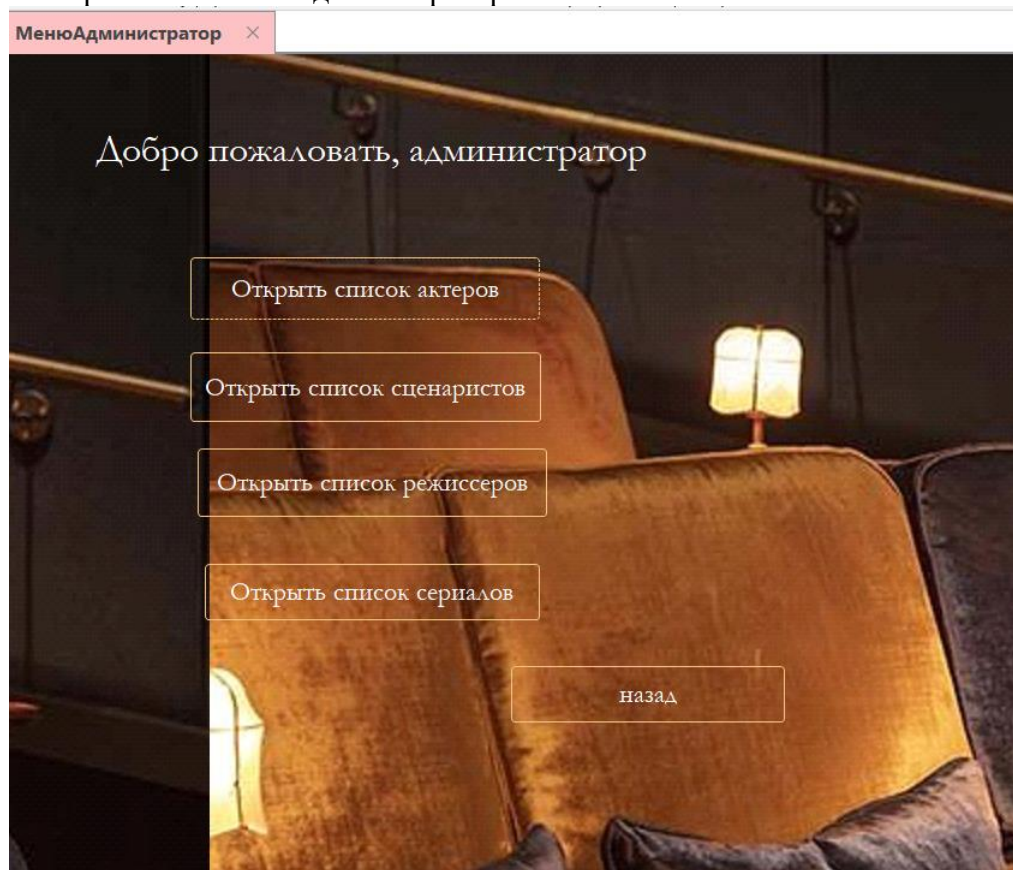 МенюАдминистратор
Добро пожаловать, администратор
Открыть список актеров
Открыть список сценаристов
Открыть список режиссеров
Открыть список сериалов
назад